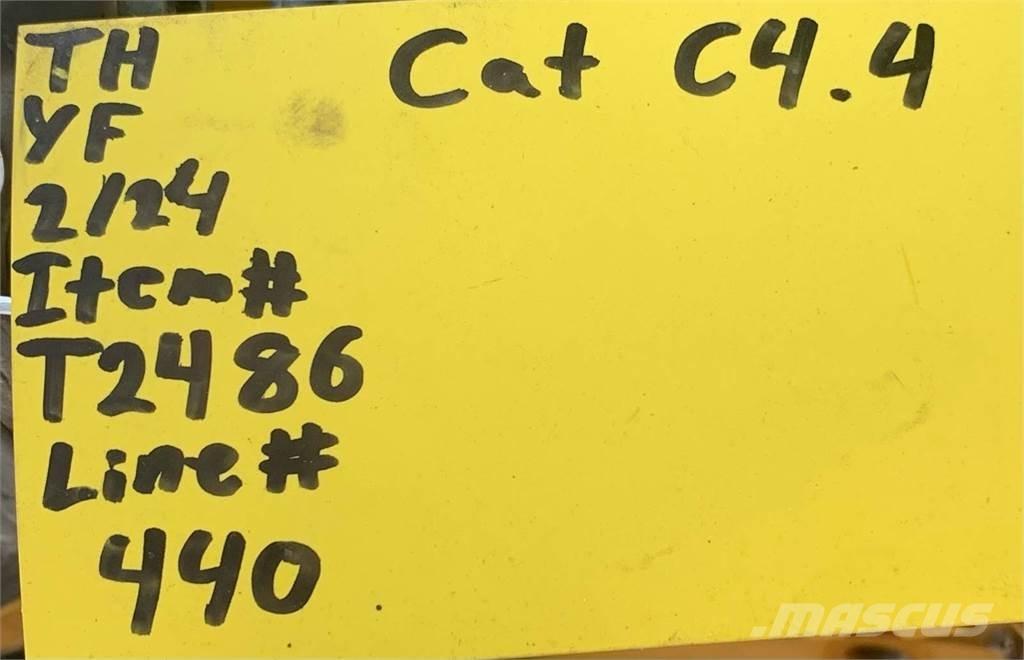 TH
YF
2/24
Item#
T2486
Line#
440
Cat C4.4
.MASCUS